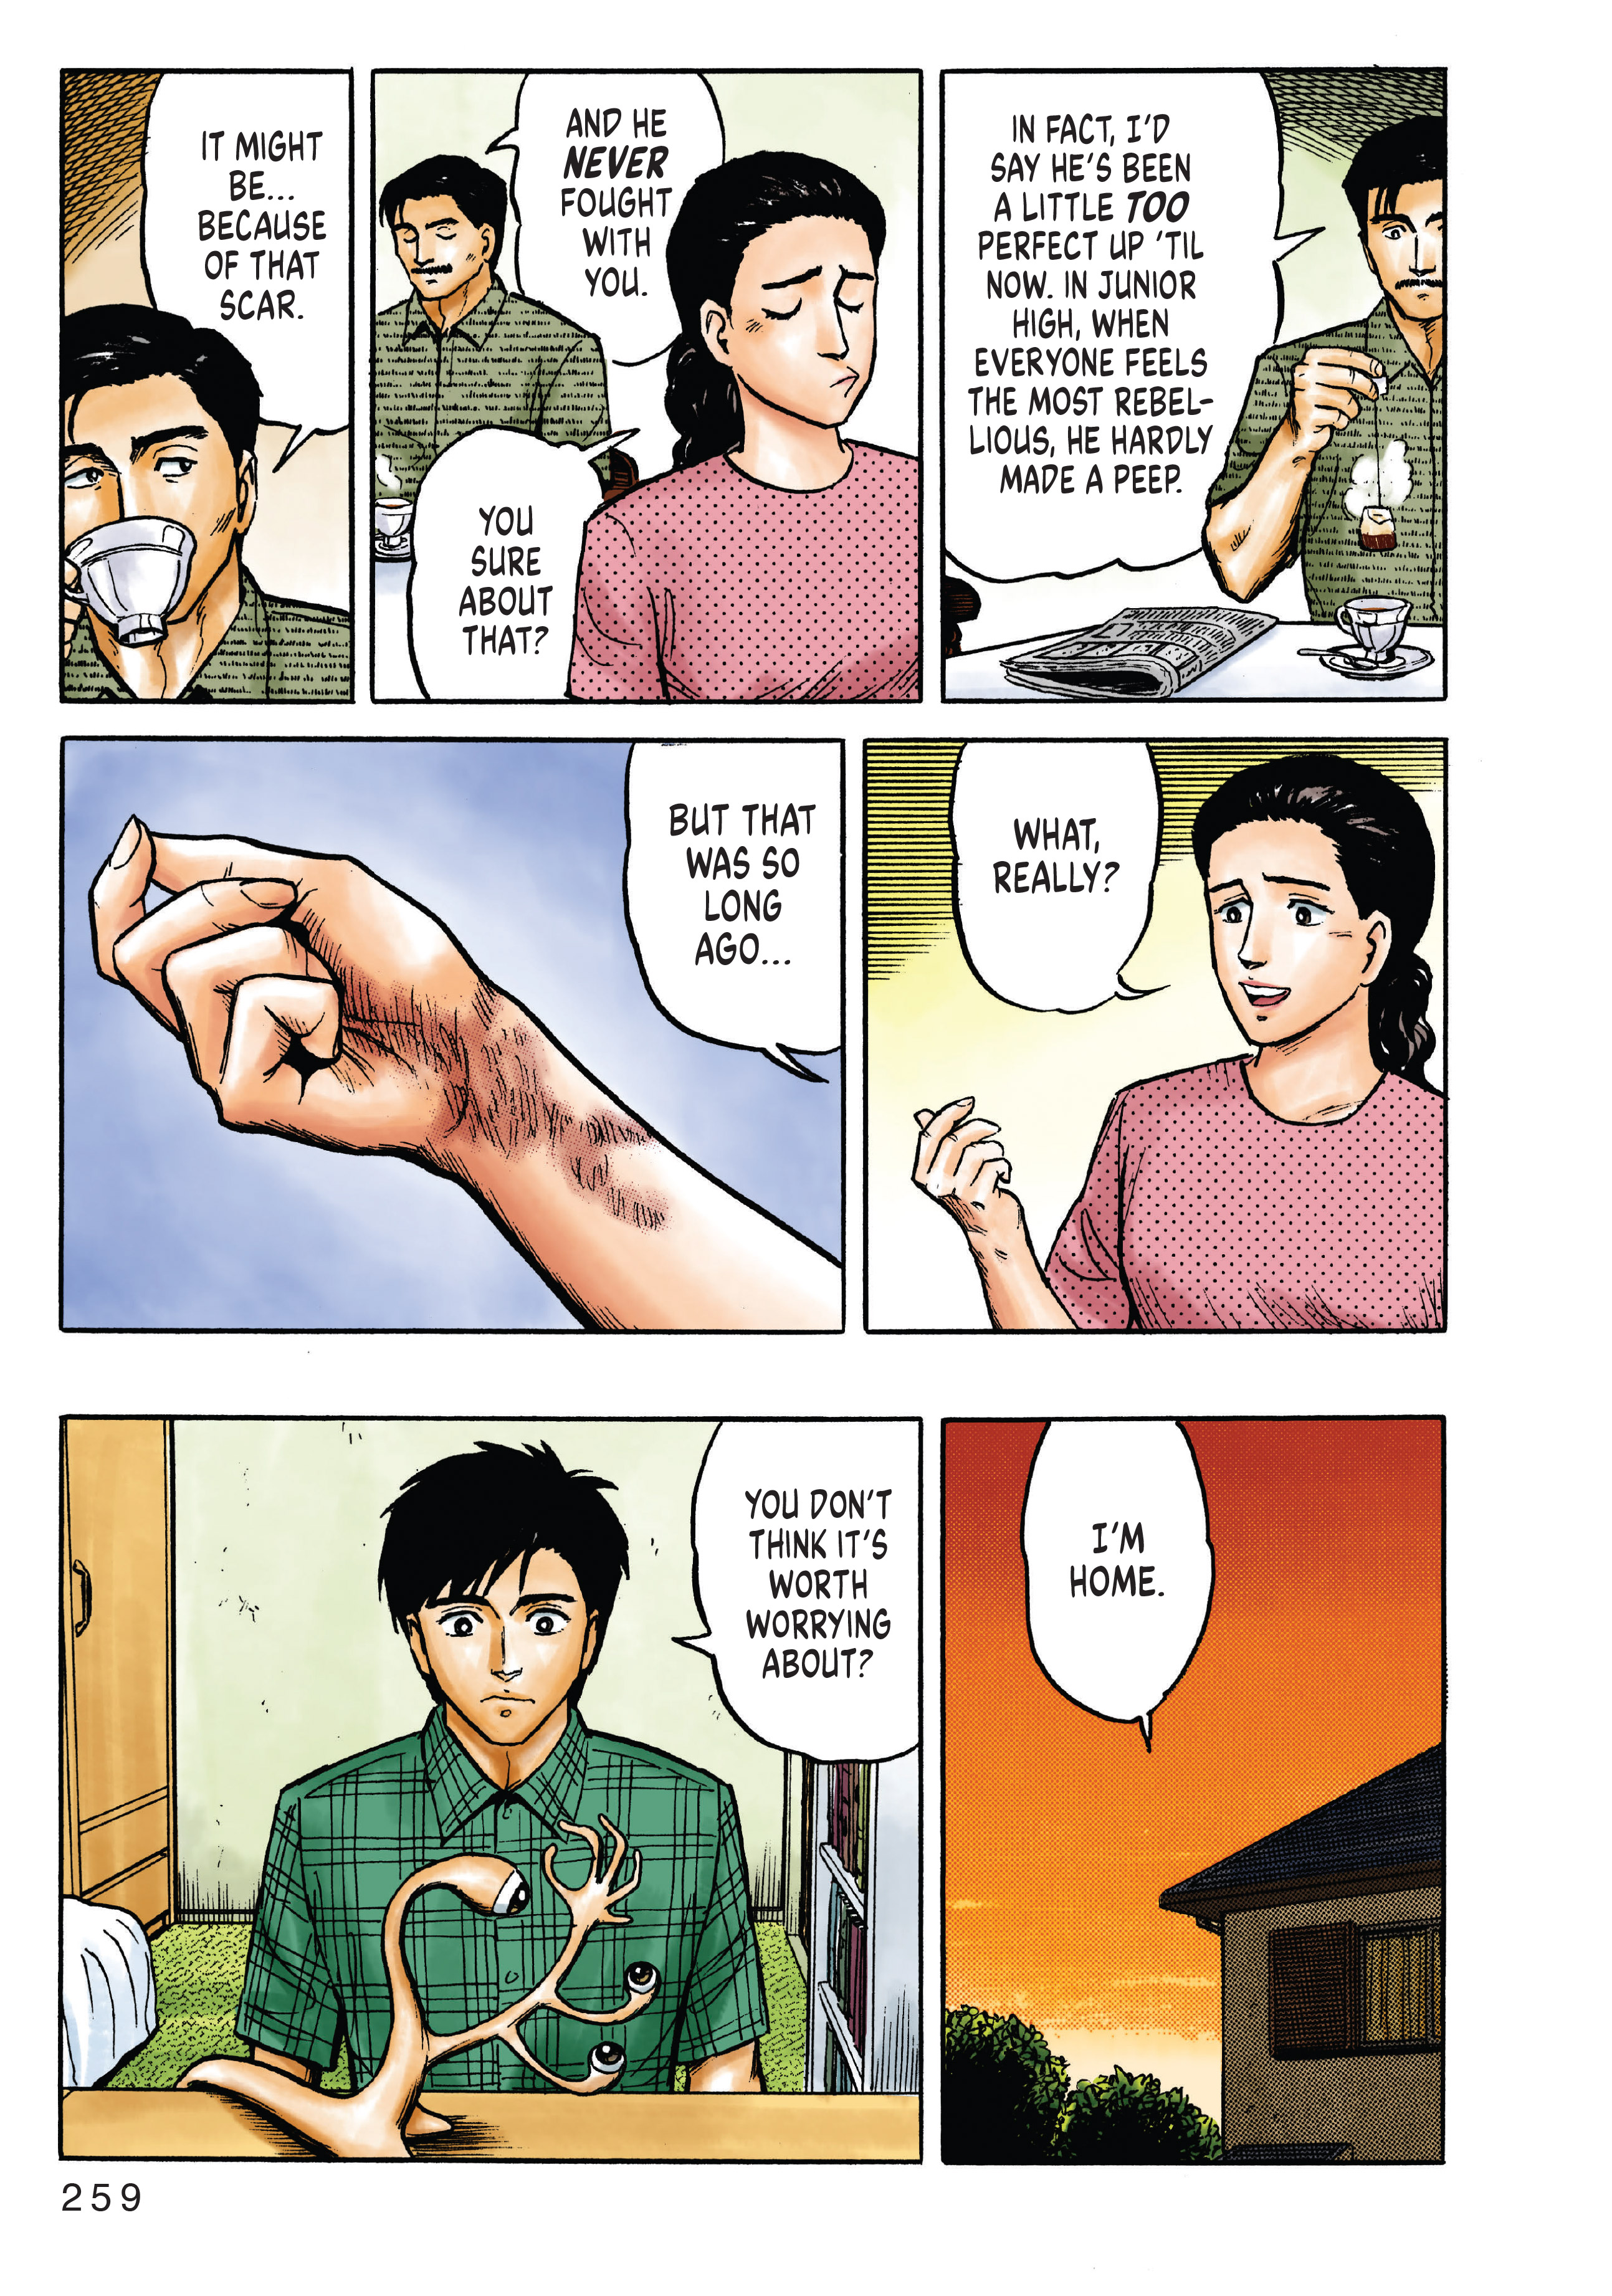 IN FACT, I'D
SAY HE'S BEEN
A LITTLE TOO
PERFECT UP 'TIL
NOW. IN JUNIOR
HIGH, WHEN
EVERYONE FEELS
THE MOST REBEL-
LIOUS, HE HARDLY
MADE A PEEP.
AND HE
NEVER
FOUGHT
WITH
YOU.
YOU
SURE
ABOUT
THAT?
IT MIGHT
BE...
BECAUSE
OF THAT
SCAR.
WHAT,
REALLY?
BUT THAT
WAS SO
LONG
AGO...
I'M
HOME.
YOU DON'T
THINK IT'S
WORTH
WORRYING
ABOUT?
259